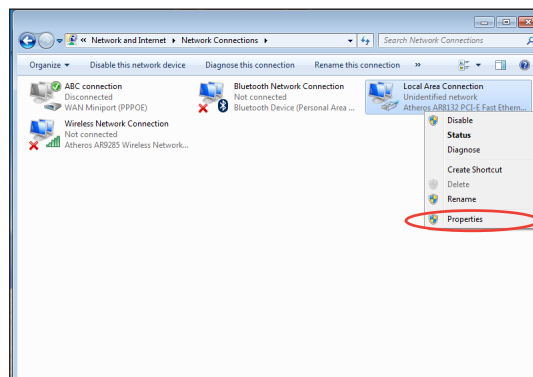 « Network and Internet ▸ Network Connections ▸ Search Network Connections
Organize ▾ Disable this network device Diagnose this connection Rename this connection »
ABC connection
Disconnected
WAN Miniport (PPPOE)
Bluetooth Network Connection
Not connected
Bluetooth Device (Personal Area ...
Local Area Connection
Unidentified network
Atheros AR8132 PCI-E Fast Ethern...
Wireless Network Connection
Not connected
Atheros AR9285 Wireless Network...
Disable
Status
Diagnose
Create Shortcut
Delete
Rename
Properties